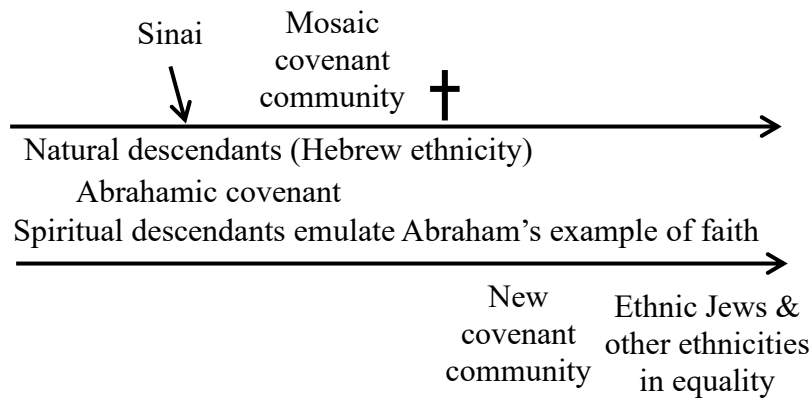 Sinai
Mosaic
covenant
community
Natural descendants (Hebrew ethnicity)
Abrahamic covenant
Spiritual descendants emulate Abraham’s example of faith
New
covenant
community
Ethnic Jews &
other ethnicities
in equality